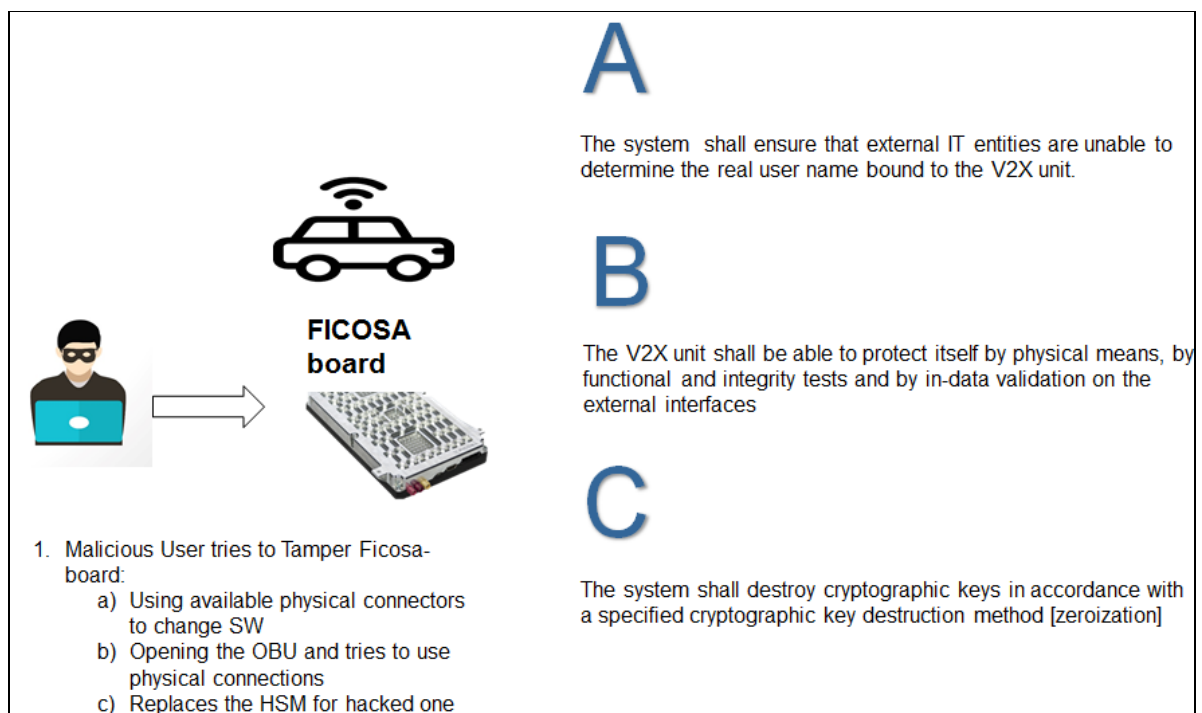 A
The system shall ensure that external IT entities are unable to
determine the real user name bound to the V2X unit.
FICOSA
board
B
The V2X unit shall be able to protect itself by physical means, by
functional and integrity tests and by in-data validation on the
external interfaces
C
1. Malicious User tries to Tamper Ficosa-
board:
a) Using available physical connectors
to change SW
b) Opening the OBU and tries to use
physical connections
c) Replaces the HSM for hacked one
The system shall destroy cryptographic keys in accordance with
a specified cryptographic key destruction method [zeroization]